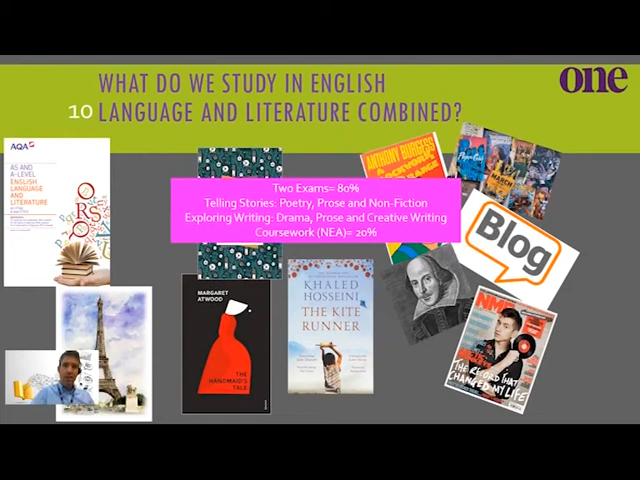 WHAT DO WE STUDY IN ENGLISH
10 LANGUAGE AND LITERATURE COMBINED?
one
AQA
AS AND
A-LEVEL
ENGLISH
LANGUAGE
AND
LITERATURE
ANTHONY BURGESS
Two Exams= 80%
Telling Stories: Poetry, Prose and Non-Fiction
Exploring Writing: Drama, Prose and Creative Writing
Coursework (NEA)= 20%
MARCH
Blog
MARGARET
ATWOOD
THE
HANDMAID'S
TALE
KHALED
HOSSEINI
THE KITE
RUNNER
NME
THE RECORD THAT
CHANGED MY LIFE